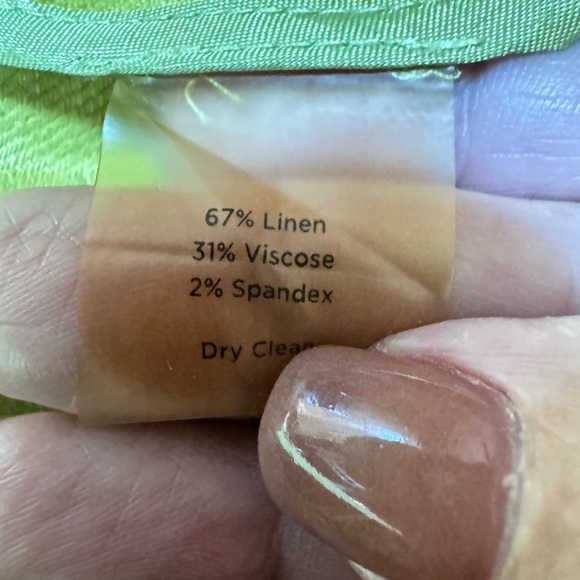 67% Linen
31% Viscose
2% Spandex
Dry Clean